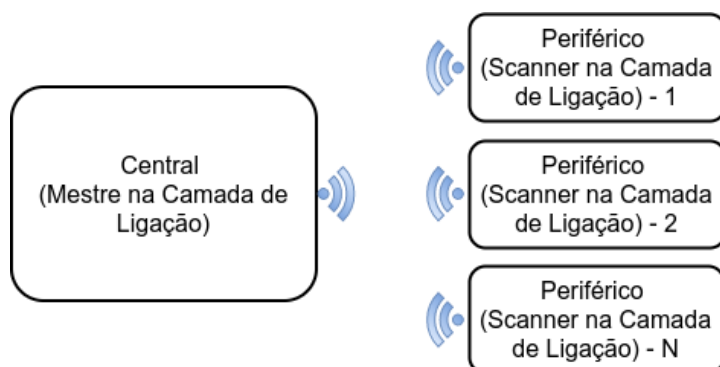 Central
(Mestre na Camada de
Ligação)
Periférico
(Scanner na Camada
de Ligação) - 1
Periférico
(Scanner na Camada
de Ligação) - 2
Periférico
(Scanner na Camada
de Ligação) - N